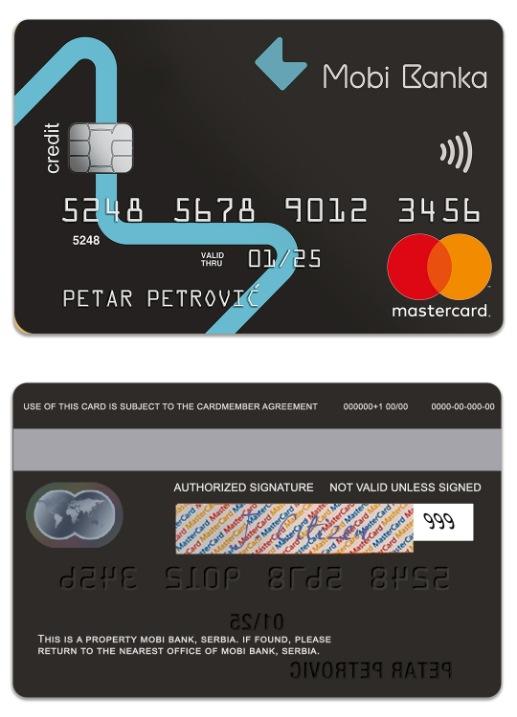 Mobi Banka
credit
5248 5678 9012 3456
5248
VALID THRU 01/25
PETAR PETROVIĆ
mastercard.
USE OF THIS CARD IS SUBJECT TO THE CARDMEMBER AGREEMENT 000000+1 00/00 0000-00-000-00
AUTHORIZED SIGNATURE NOT VALID UNLESS SIGNED
MasterCard MasterCard MasterCard
999
5248 5678 9012 3456
01/25
THIS IS A PROPERTY MOBI BANK, SERBIA. IF FOUND, PLEASE
RETURN TO THE NEAREST OFFICE OF MOBI BANK, SERBIA.
PETAR PETROVIC